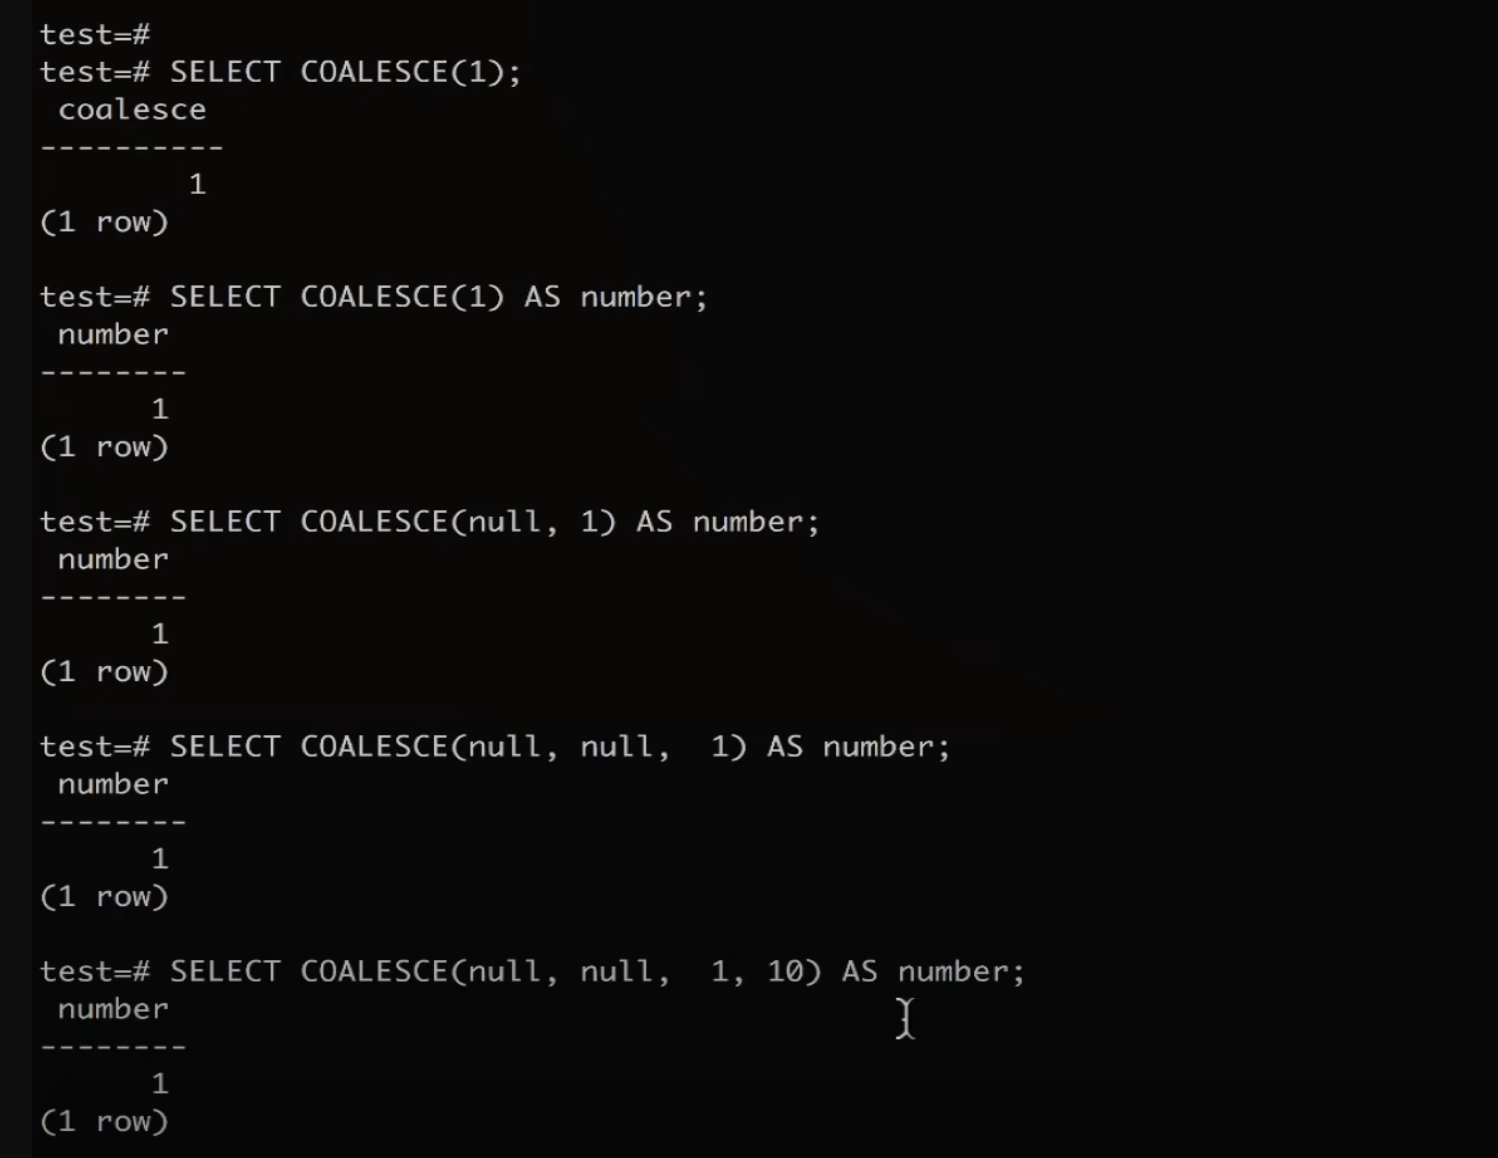 test=#
test=# SELECT COALESCE(1);
 coalesce
----------
        1
(1 row)

test=# SELECT COALESCE(1) AS number;
 number
--------
      1
(1 row)

test=# SELECT COALESCE(null, 1) AS number;
 number
--------
      1
(1 row)

test=# SELECT COALESCE(null, null,  1) AS number;
 number
--------
      1
(1 row)

test=# SELECT COALESCE(null, null,  1, 10) AS number;
 number
--------
      1
(1 row)